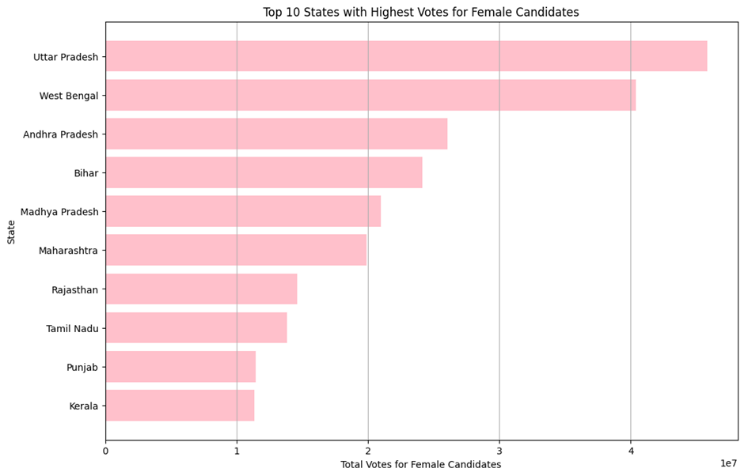 Top 10 States with Highest Votes for Female Candidates
Uttar Pradesh
West Bengal
Andhra Pradesh
Bihar
Madhya Pradesh
Maharashtra
Rajasthan
Tamil Nadu
Punjab
Kerala
State
0 1 2 3 4
1e7
Total Votes for Female Candidates